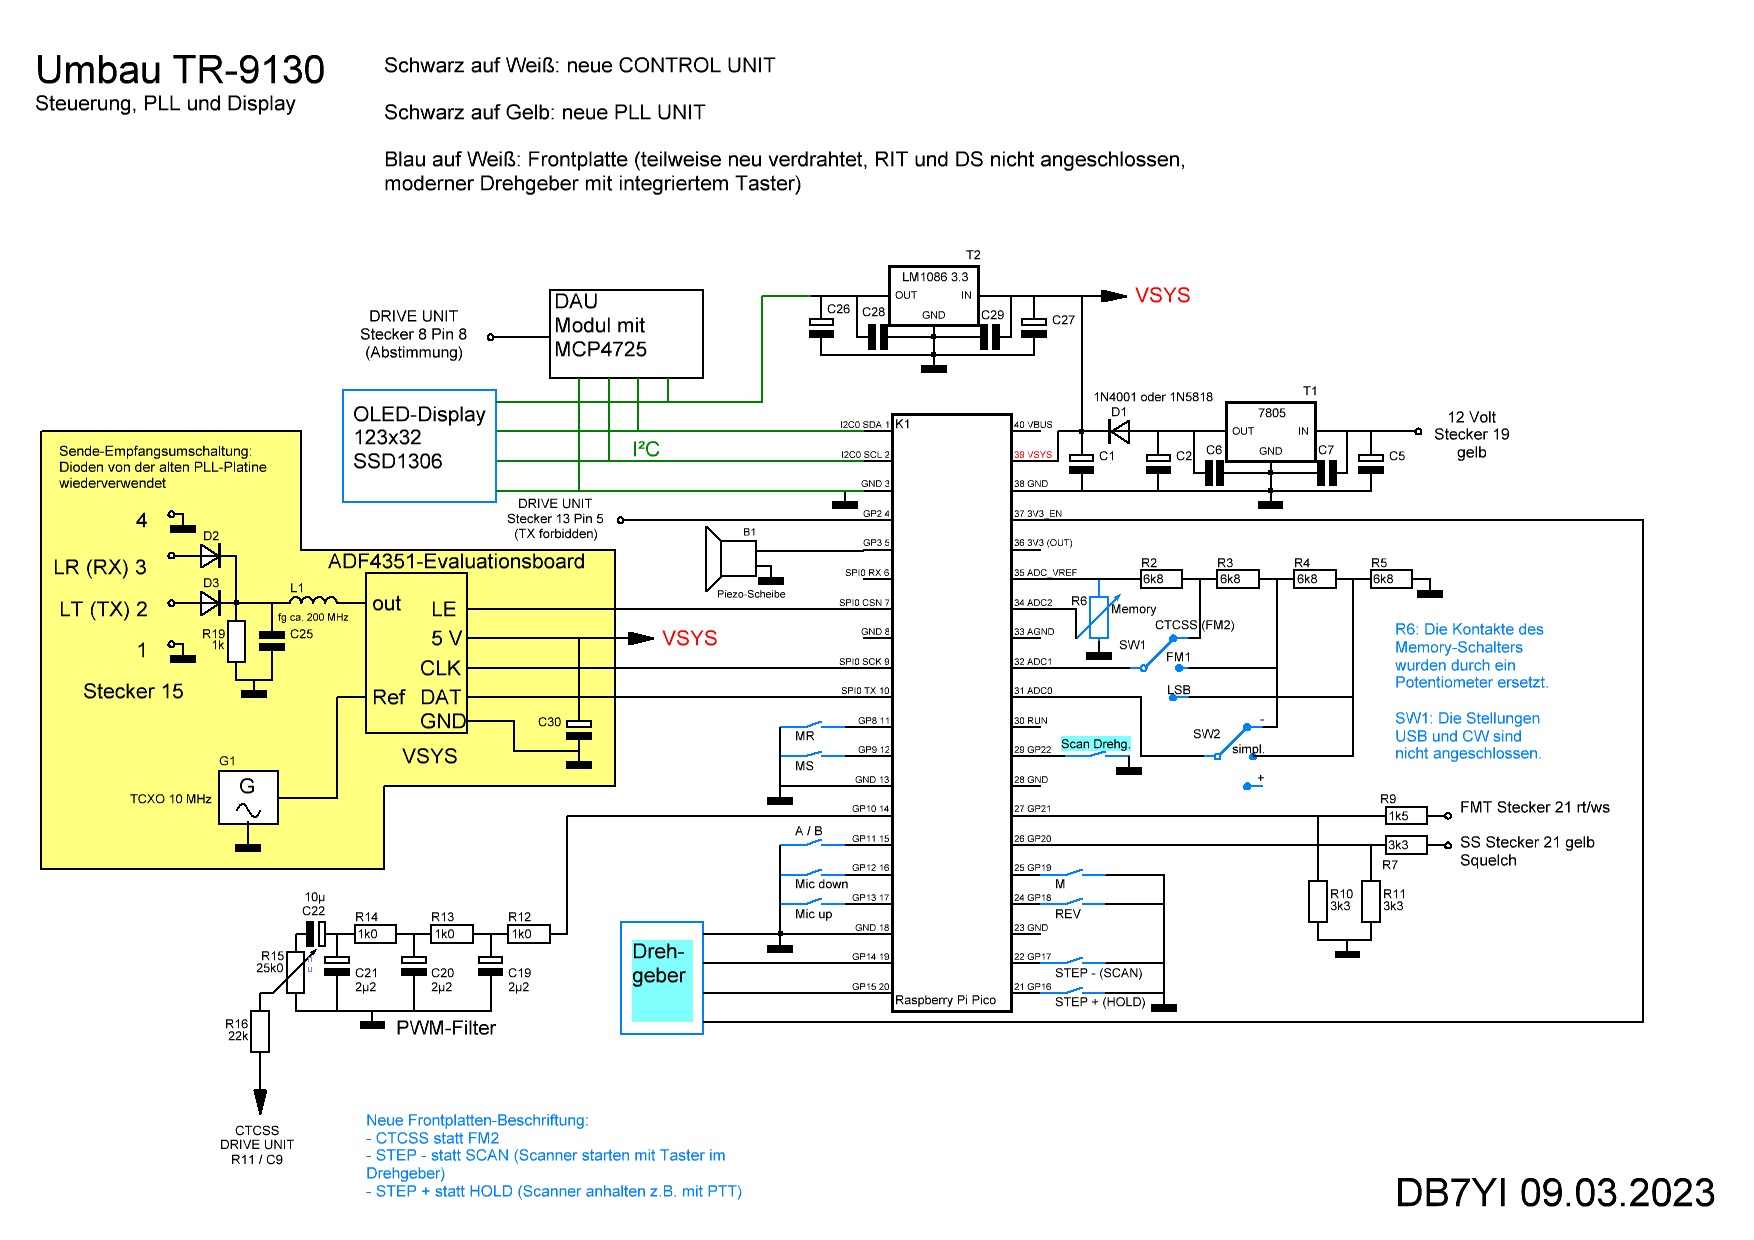 Umbau TR-9130
Steuerung, PLL und Display
Schwarz auf Weiß: neue CONTROL UNIT
Schwarz auf Gelb: neue PLL UNIT
Blau auf Weiß: Frontplatte (teilweise neu verdrahtet, RIT und DS nicht angeschlossen,
moderner Drehgeber mit integriertem Taster)
T2
LM1086 3.3
OUT
IN
GND
C26
C28
C29
C27
VSYS
DRIVE UNIT
Stecker 8 Pin 8
(Abstimmung)
DAU
Modul mit
MCP4725
OLED-Display
123x32
SSD1306
I²C
1N4001 oder 1N5818
D1
T1
7805
OUT
IN
GND
C1
C2
C6
C7
C5
12 Volt
Stecker 19
gelb
Sende-Empfangsumschaltung:
Dioden von der alten PLL-Platine
wiederverwendet
4
LR (RX) 3
LT (TX) 2
1
Stecker 15
D2
D3
R19
1k
C25
L1
fg ca. 200 MHz
ADF4351-Evaluationsboard
out
LE
5 V
CLK
Ref
DAT
GND
VSYS
VSYS
C30
G1
G
TCXO 10 MHz
DRIVE UNIT
Stecker 13 Pin 5
(TX forbidden)
B1
Piezo-Scheibe
K1
Raspberry Pi Pico
I2C0 SDA 1
I2C0 SCL 2
GND 3
GP2 4
GP3 5
SPI0 RX 6
SPI0 CSN 7
GND 8
SPI0 SCK 9
SPI0 TX 10
GP8 11
GP9 12
GND 13
GP10 14
GP11 15
GP12 16
GP13 17
GND 18
GP14 19
GP15 20
40 VBUS
39 VSYS
38 GND
37 3V3_EN
36 3V3 (OUT)
35 ADC_VREF
34 ADC2
33 AGND
32 ADC1
31 ADC0
30 RUN
29 GP22
28 GND
27 GP21
26 GP20
25 GP19
24 GP18
23 GND
22 GP17
21 GP16
MR
MS
A / B
Mic down
Mic up
R2
6k8
R3
6k8
R4
6k8
R5
6k8
R6
Memory
CTCSS (FM2)
SW1
FM1
LSB
SW2
-
simpl.
+
Scan Drehg.
R6: Die Kontakte des
Memory-Schalters
wurden durch ein
Potentiometer ersetzt.
SW1: Die Stellungen
USB und CW sind
nicht angeschlossen.
R9
1k5
FMT Stecker 21 rt/ws
3k3
R7
SS Stecker 21 gelb
Squelch
R10
3k3
R11
3k3
M
REV
STEP - (SCAN)
STEP + (HOLD)
Dreh-
geber
10µ
C22
R14
1k0
R13
1k0
R12
1k0
R15
25k0
C21
2µ2
C20
2µ2
C19
2µ2
R16
22k
PWM-Filter
CTCSS
DRIVE UNIT
R11 / C9
Neue Frontplatten-Beschriftung:
- CTCSS statt FM2
- STEP - statt SCAN (Scanner starten mit Taster im
Drehgeber)
- STEP + statt HOLD (Scanner anhalten z.B. mit PTT)
DB7YI 09.03.2023